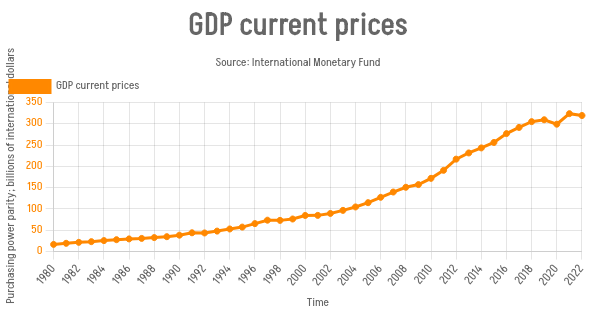 GDP current prices
Source: International Monetary Fund
Purchasing power parity; billions of international dollars
GDP current prices
350
300
250
200
150
100
50
0
1980 1982 1984 1986 1988 1990 1992 1994 1996 1998 2000 2002 2004 2006 2008 2010 2012 2014 2016 2018 2020 2022
Time